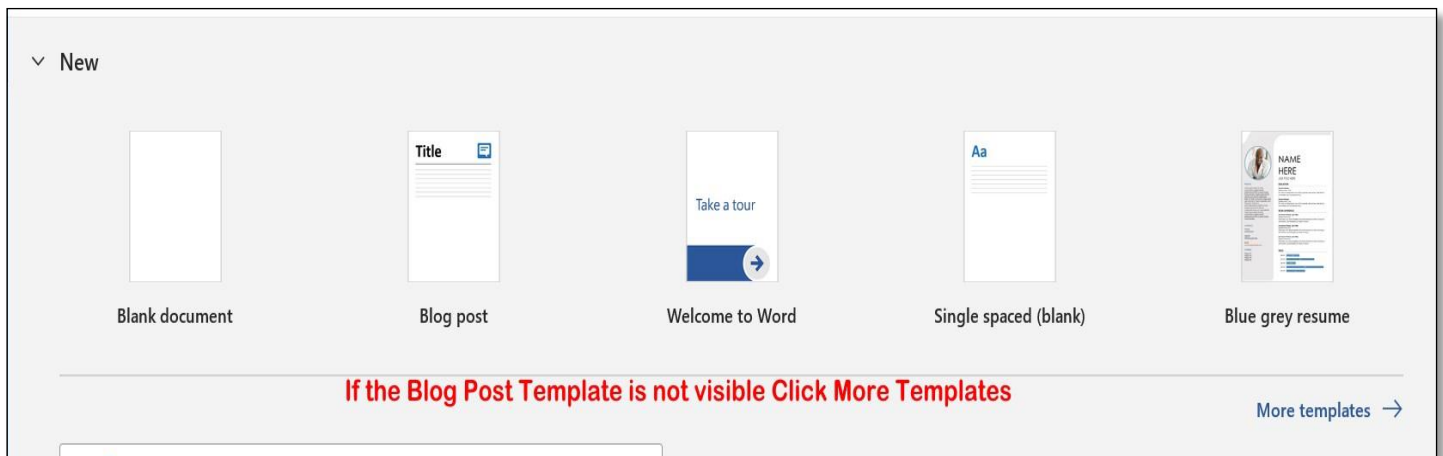 New
Title
Take a tour
Aa
NAME
HERE
Blank document
Blog post
Welcome to Word
Single spaced (blank)
Blue grey resume
If the Blog Post Template is not visible Click More Templates
More templates